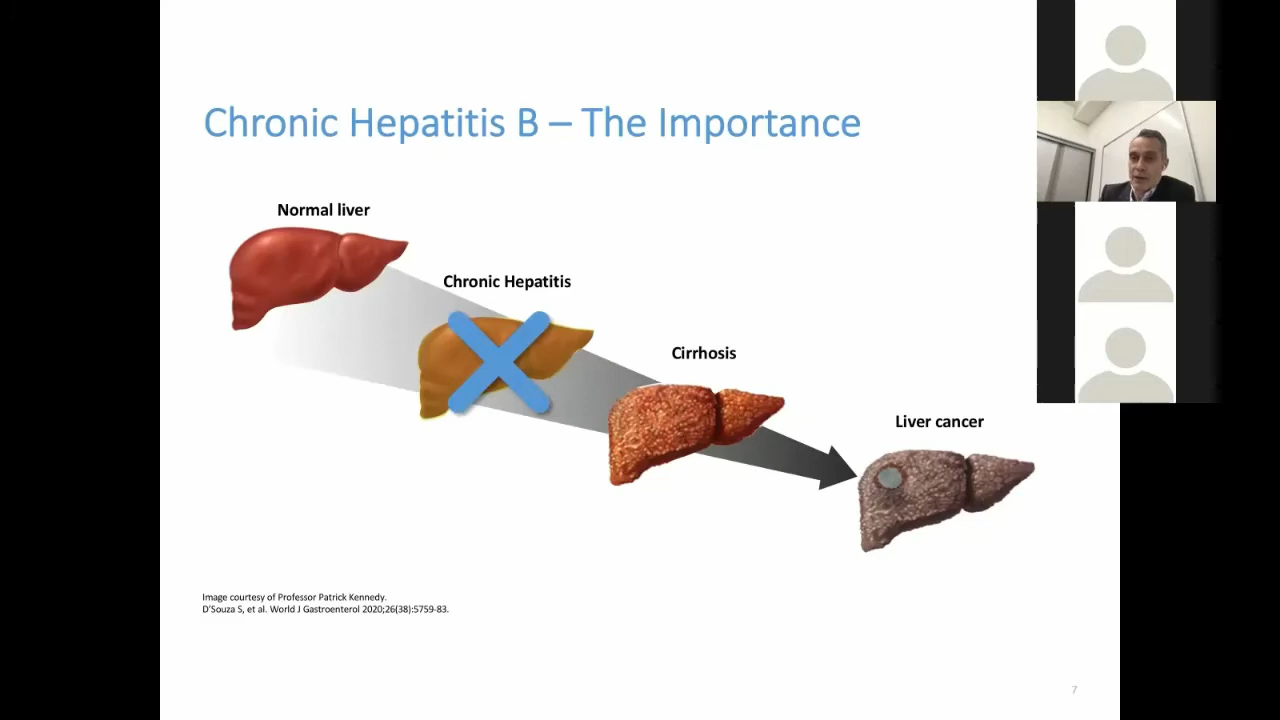 Chronic Hepatitis B – The Importance
Normal liver
Chronic Hepatitis
Cirrhosis
Liver cancer
Image courtesy of Professor Patrick Kennedy.
D'Souza S, et al. World J Gastroenterol 2020;26(38):5759-83.
7